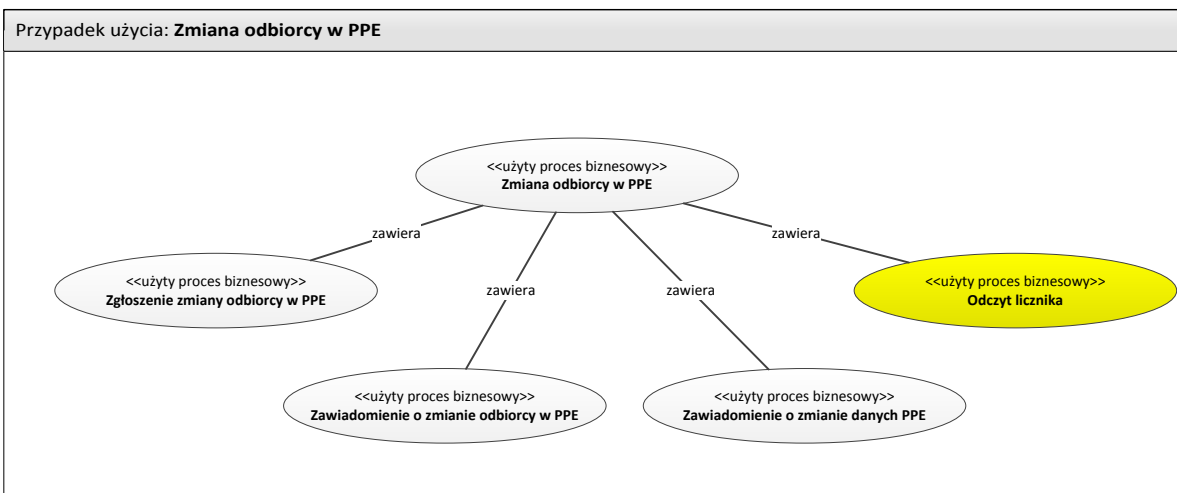 Przypadek użycia: Zmiana odbiorcy w PPE
<<użyty proces biznesowy>>
Zmiana odbiorcy w PPE
zawiera
zawiera
<<użyty proces biznesowy>>
Zgłoszenie zmiany odbiorcy w PPE
zawiera
zawiera
<<użyty proces biznesowy>>
Odczyt licznika
<<użyty proces biznesowy>>
Zawiadomienie o zmianie odbiorcy w PPE
<<użyty proces biznesowy>>
Zawiadomienie o zmianie danych PPE